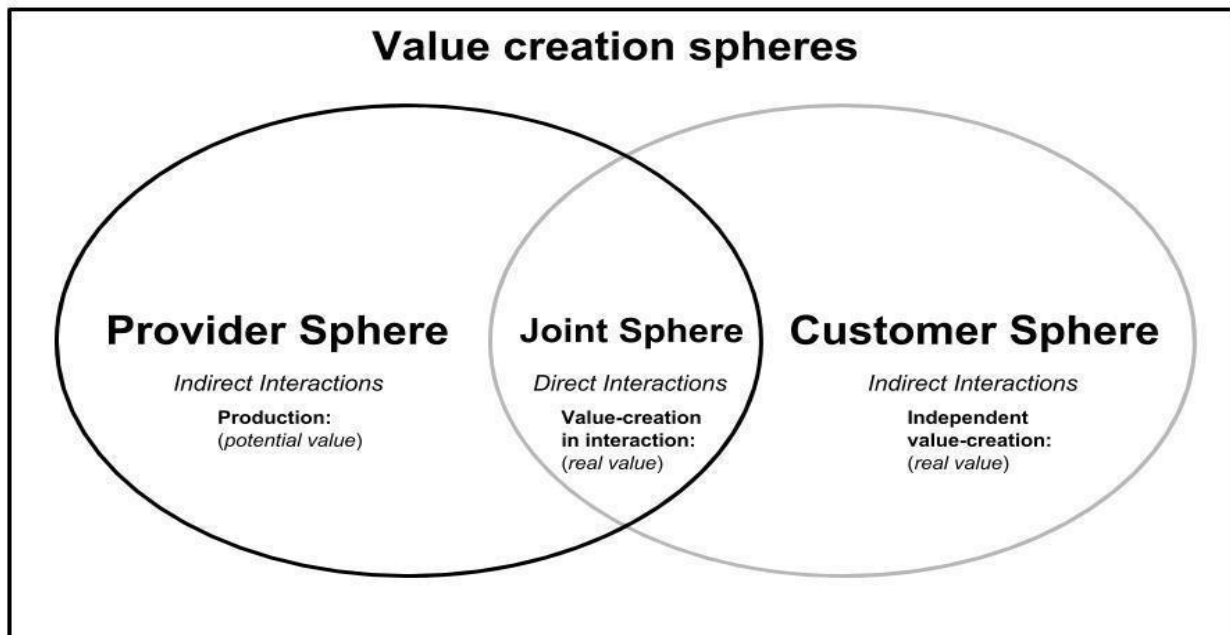 Value creation spheres
Provider Sphere
Indirect Interactions
Production:
(potential value)
Joint Sphere
Direct Interactions
Value-creation
in interaction:
(real value)
Customer Sphere
Indirect Interactions
Independent
value-creation:
(real value)